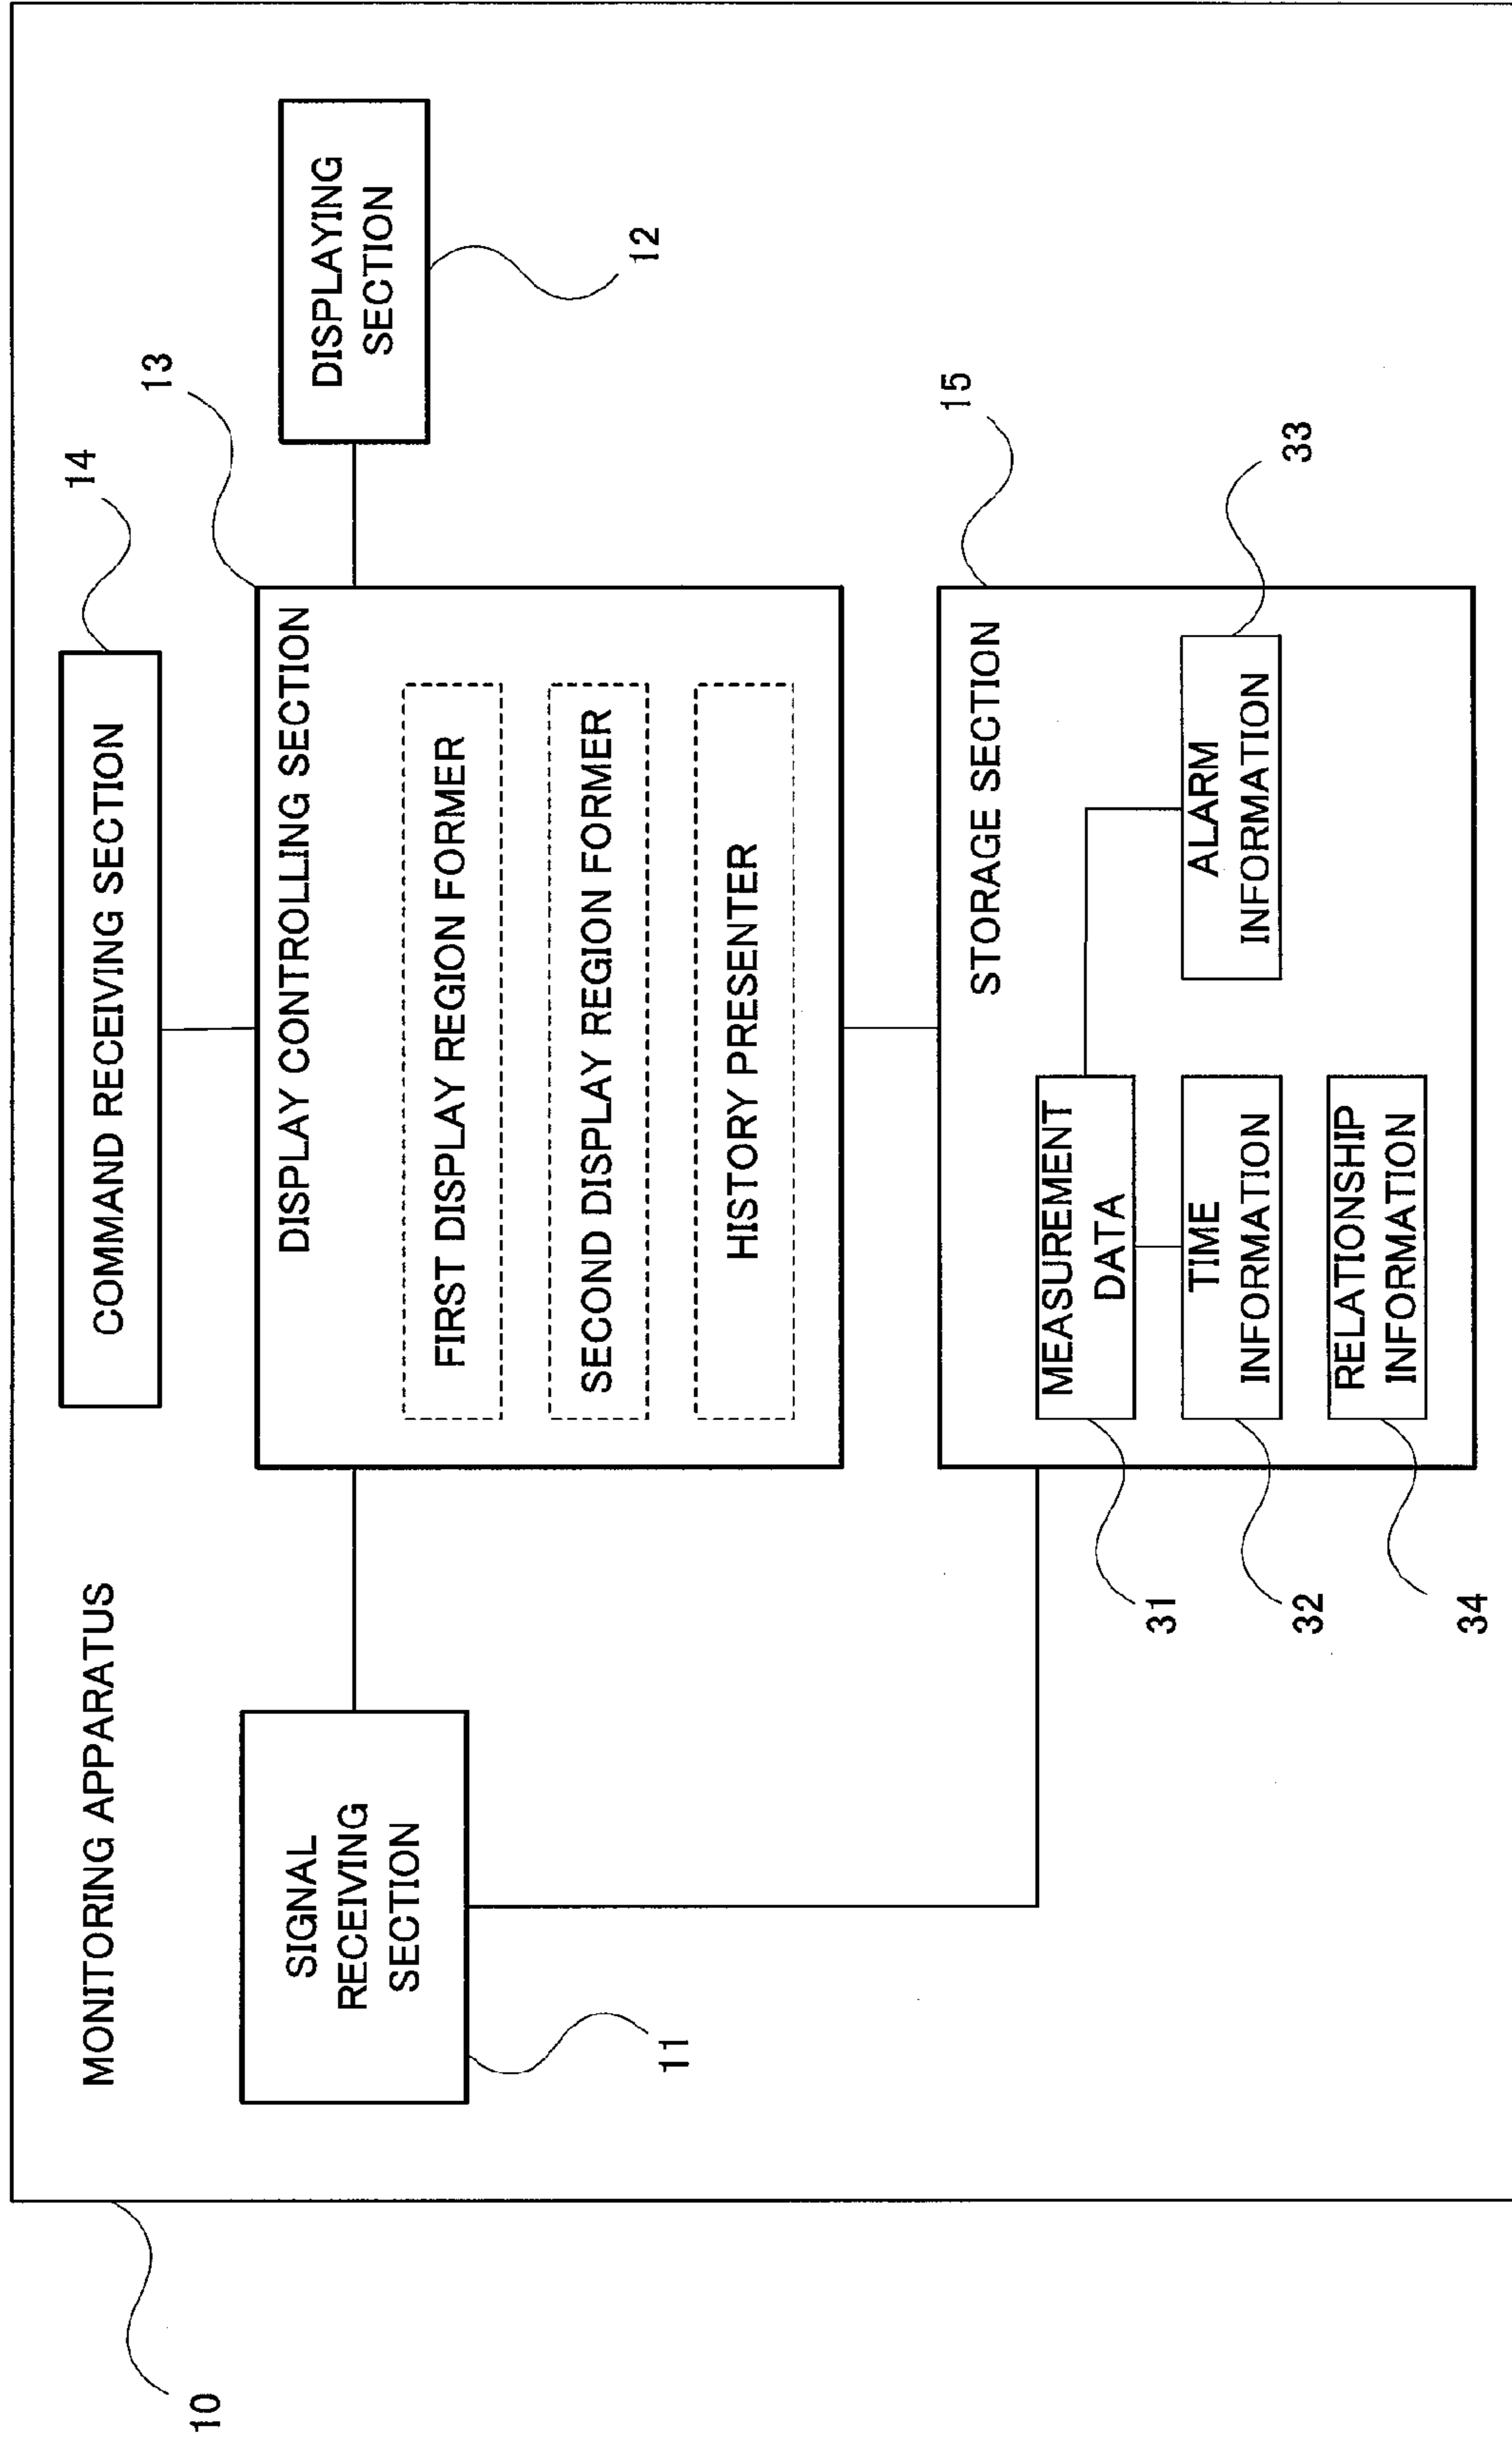 10
MONITORING APPARATUS
14
COMMAND RECEIVING SECTION
13
SIGNAL
RECEIVING
SECTION
11
DISPLAY CONTROLLING SECTION
FIRST DISPLAY REGION FORMER
SECOND DISPLAY REGION FORMER
HISTORY PRESENTER
DISPLAYING
SECTION
12
15
STORAGE SECTION
31
MEASUREMENT
DATA
32
TIME
INFORMATION
33
ALARM
INFORMATION
34
RELATIONSHIP
INFORMATION